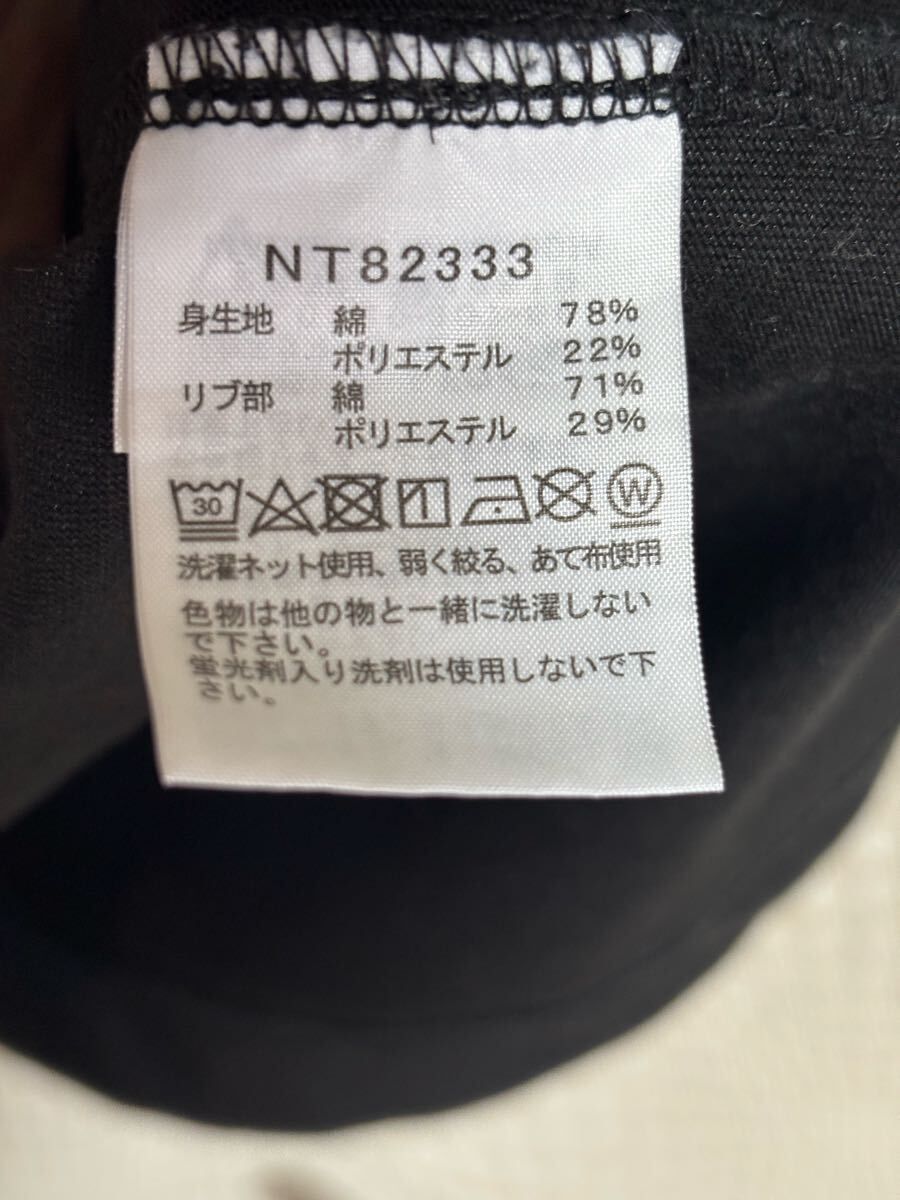 NT82333
身生地 綿 78%
ポリエステル 22%
リブ部 綿 71%
ポリエステル 29%
30 W
洗濯ネット使用、弱く絞る、あて布使用
色物は他の物と一緒に洗濯しない
で下さい。
蛍光剤入り洗剤は使用しないで下
さい。